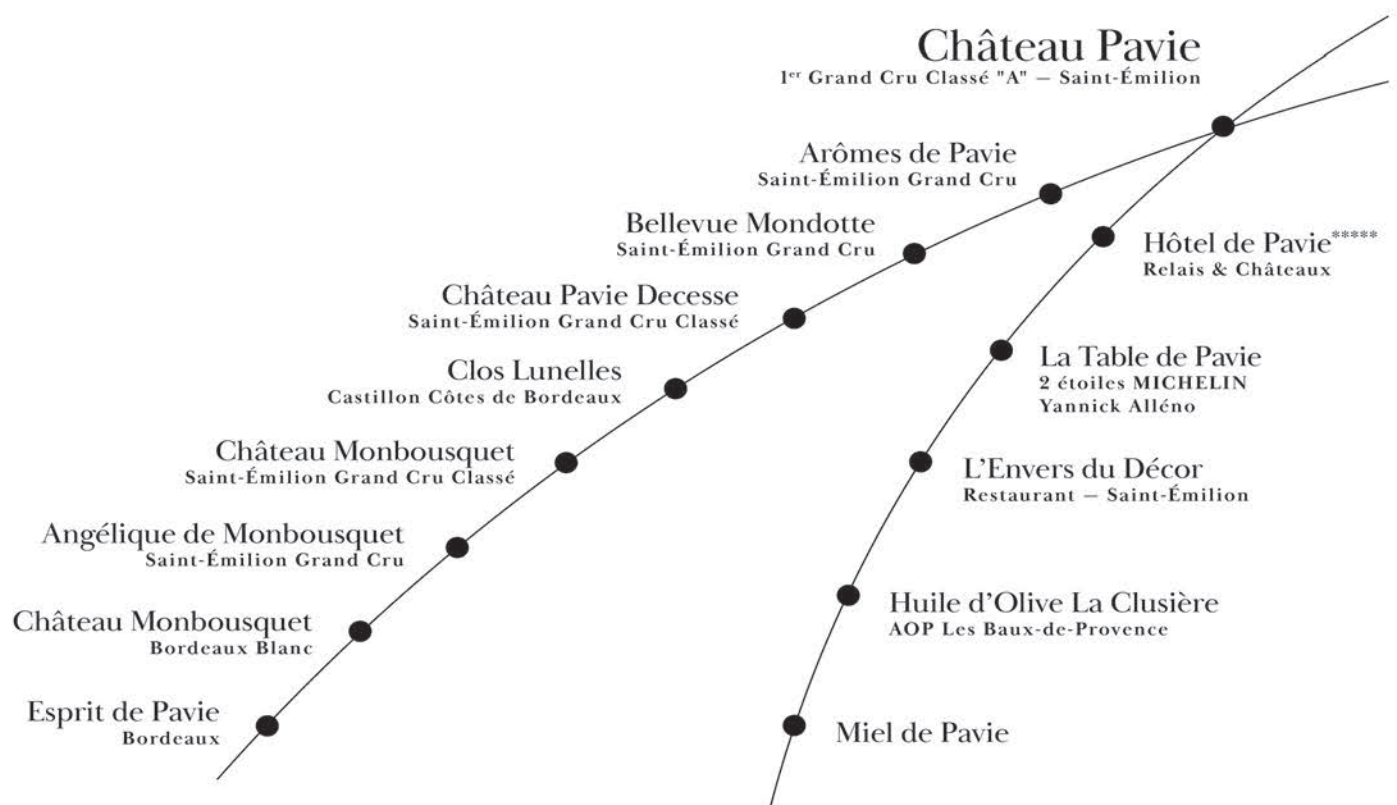 Château Pavie
1er Grand Cru Classé "A" – Saint-Émilion
Arômes de Pavie
Saint-Émilion Grand Cru
Bellevue Mondotte
Saint-Émilion Grand Cru
Hôtel de Pavie*****
Relais & Châteaux
Château Pavie Decesse
Saint-Émilion Grand Cru Classé
La Table de Pavie
2 étoiles MICHELIN
Yannick Alléno
Clos Lunelles
Castillon Côtes de Bordeaux
Château Monbousquet
Saint-Émilion Grand Cru Classé
L'Envers du Décor
Restaurant – Saint-Émilion
Angélique de Monbousquet
Saint-Émilion Grand Cru
Huile d'Olive La Clusière
AOP Les Baux-de-Provence
Château Monbousquet
Bordeaux Blanc
Esprit de Pavie
Bordeaux
Miel de Pavie